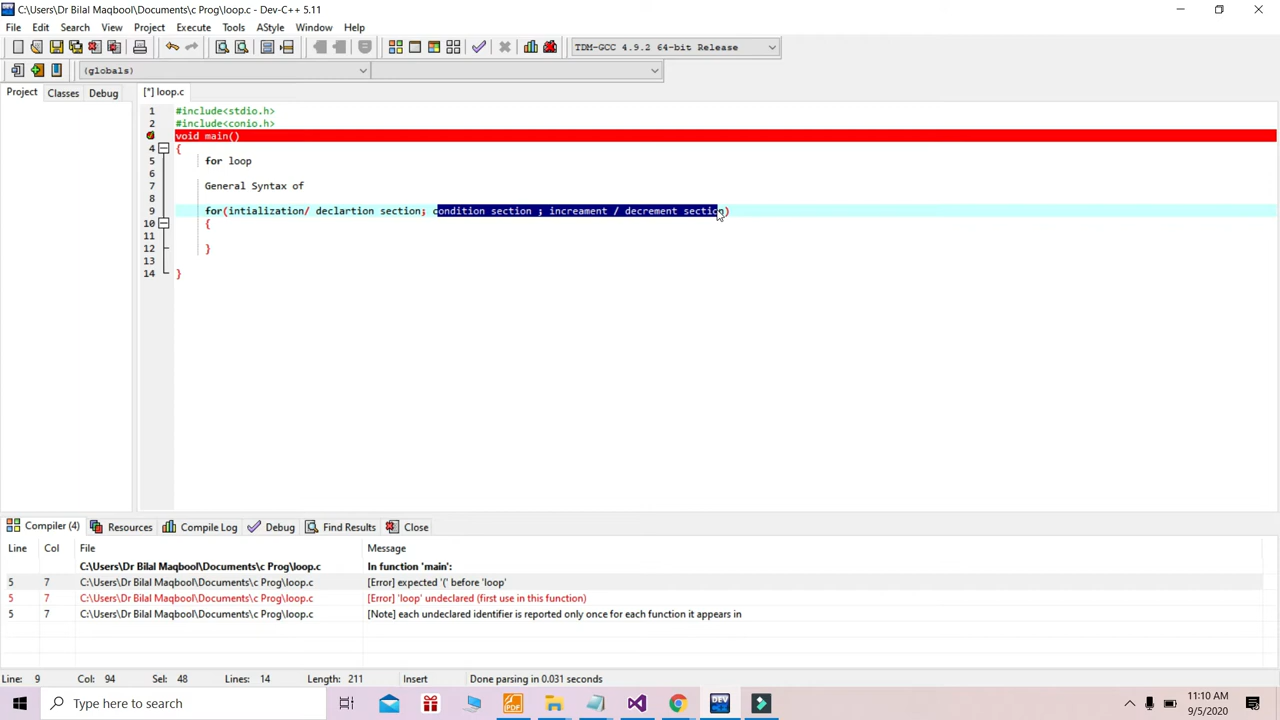 C:\Users\Dr Bilal Maqbool\Documents\c Prog\loop.c - Dev-C++ 5.11
File Edit Search View Project Execute Tools AStyle Window Help
TDM-GCC 4.9.2 64-bit Release
(globals)
Project Classes Debug
[*] loop.c
1 #include<stdio.h>
2 #include<conio.h>
void main()
4 {
5 for loop
6
7 General Syntax of
8
9 for(intialization/ declartion section; condition section ; increament / decrement section)
10 {
11
12 }
13
14 }
Compiler (4) Resources Compile Log Debug Find Results Close
Line Col File Message
C:\Users\Dr Bilal Maqbool\Documents\c Prog\loop.c In function 'main':
5 7 C:\Users\Dr Bilal Maqbool\Documents\c Prog\loop.c [Error] expected '(' before 'loop'
5 7 C:\Users\Dr Bilal Maqbool\Documents\c Prog\loop.c [Error] 'loop' undeclared (first use in this function)
5 7 C:\Users\Dr Bilal Maqbool\Documents\c Prog\loop.c [Note] each undeclared identifier is reported only once for each function it appears in
Line: 9 Col: 94 Sel: 48 Lines: 14 Length: 211 Insert Done parsing in 0.031 seconds
Type here to search
11:10 AM
9/5/2020